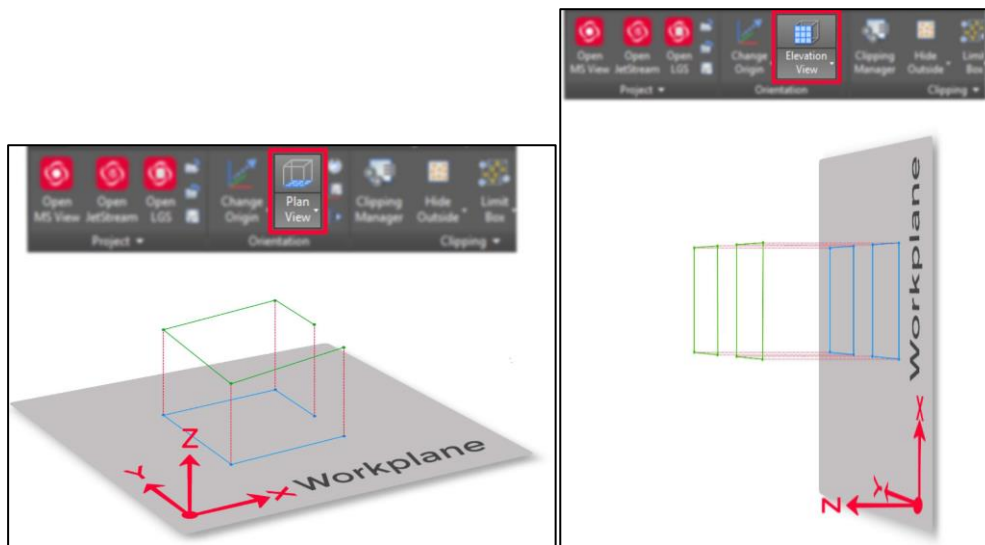 Open Open Open Change Plan Clipping Hide Limit
MS View JetStream LGS Origin View Manager Outside Box
Project Orientation Clipping
Z
Y
X
Workplane
Open Open Open Change Elevation Clipping Hide Limit
MS View JetStream LGS Origin View Manager Outside Box
Project Orientation Clipping
Workplane
X
Y
Z